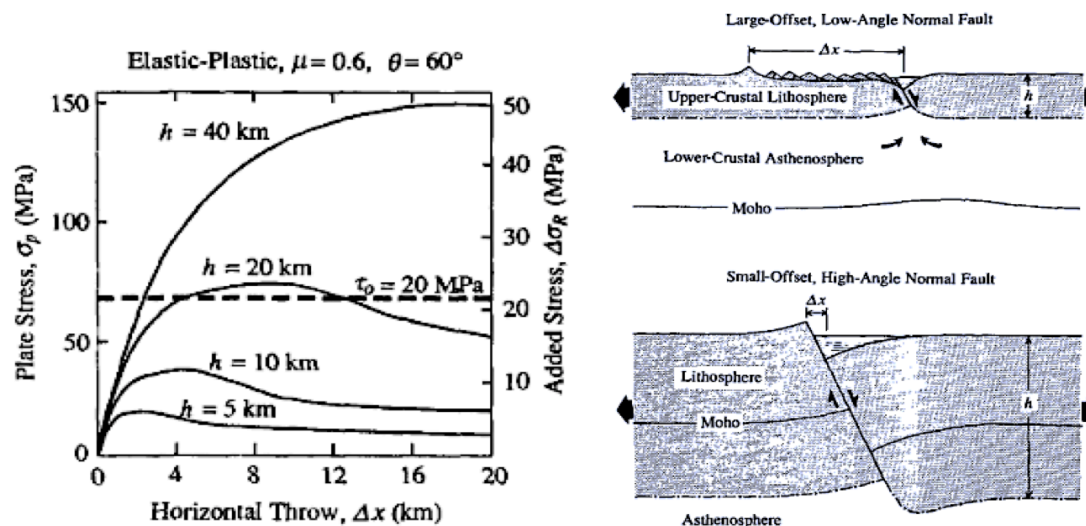 Elastic-Plastic, μ = 0.6, θ = 60°
150
100
50
0
Plate Stress, σp (MPa)
h = 40 km
h = 20 km
τo = 20 MPa
h = 10 km
h = 5 km
50
40
30
20
10
Added Stress, ΔσR (MPa)
0 4 8 12 16 20
Horizontal Throw, Δx (km)
Large-Offset, Low-Angle Normal Fault
Δx
Upper-Crustal Lithosphere
h
Lower-Crustal Asthenosphere
Moho
Small-Offset, High-Angle Normal Fault
Δx
Lithosphere
h
Moho
Asthenosphere